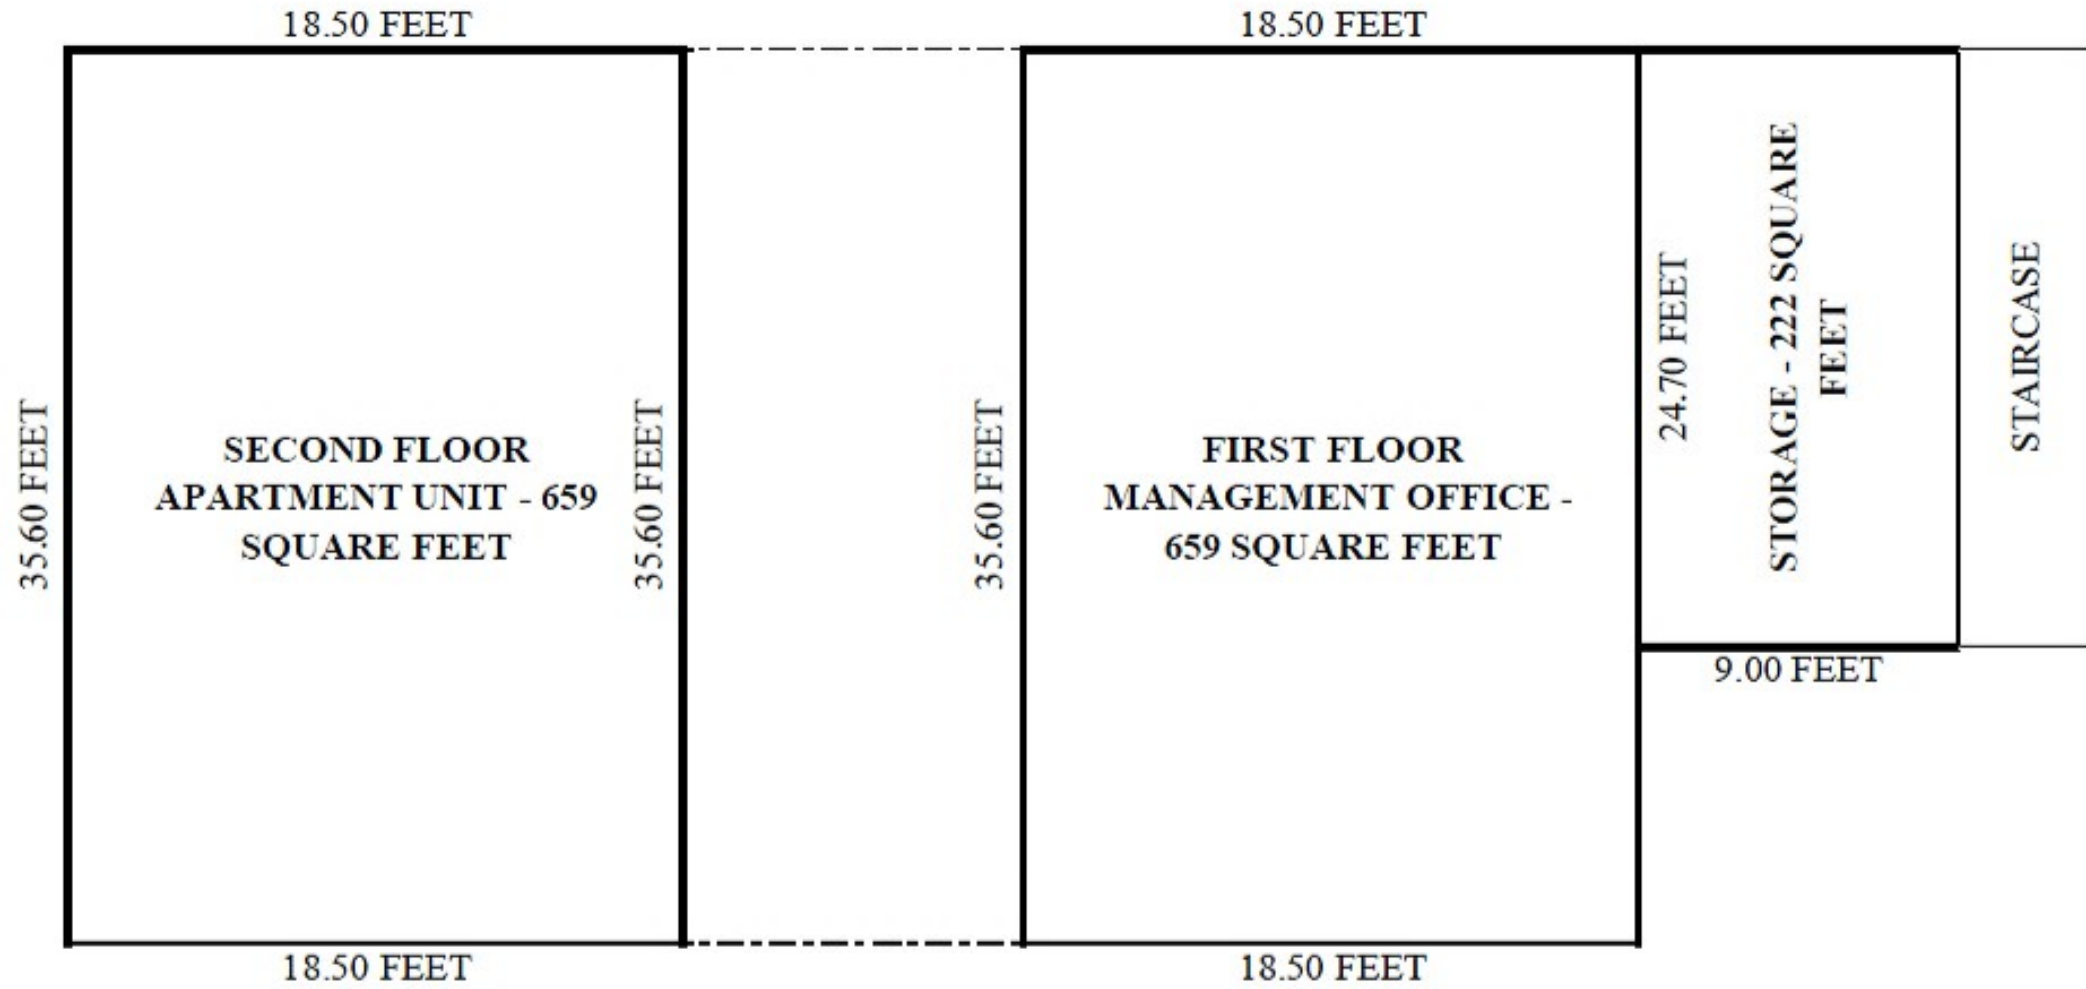 18.50 FEET
18.50 FEET
35.60 FEET
SECOND FLOOR
APARTMENT UNIT - 659
SQUARE FEET
35.60 FEET
35.60 FEET
FIRST FLOOR
MANAGEMENT OFFICE -
659 SQUARE FEET
24.70 FEET
STORAGE - 222 SQUARE
FEET
STAIRCASE
9.00 FEET
18.50 FEET
18.50 FEET